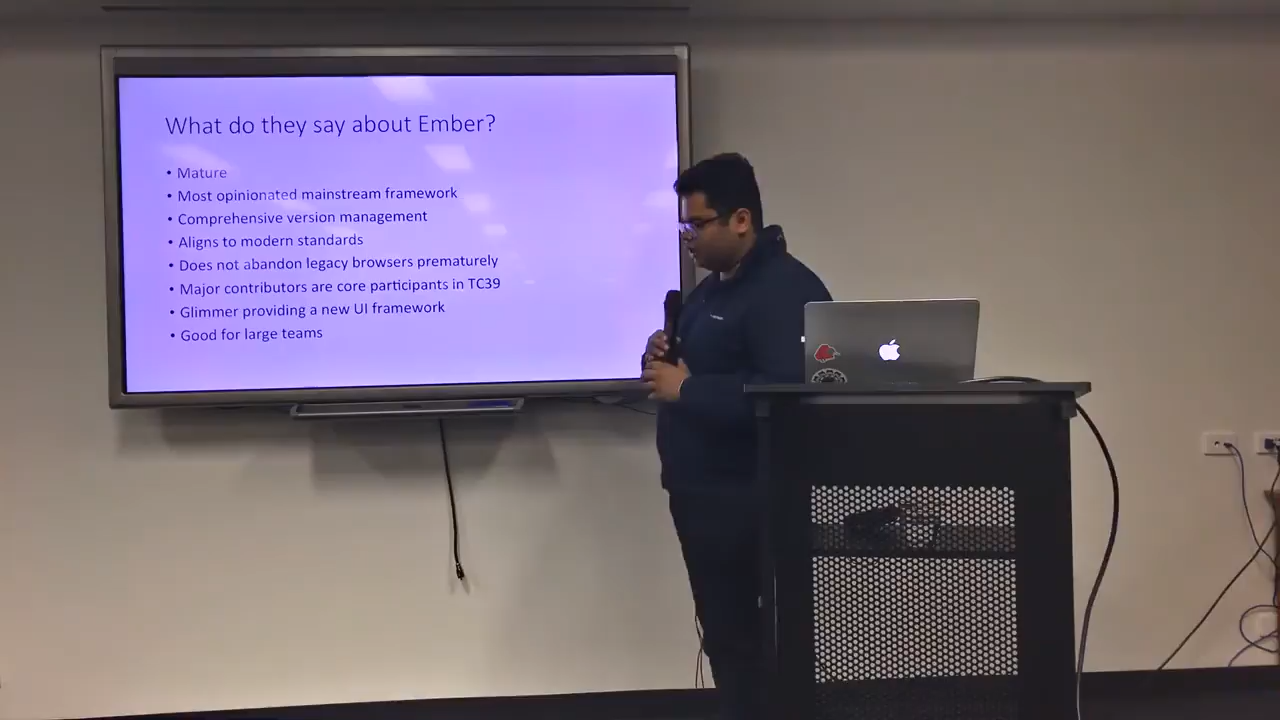 What do they say about Ember?
• Mature
• Most opinionated mainstream framework
• Comprehensive version management
• Aligns to modern standards
• Does not abandon legacy browsers prematurely
• Major contributors are core participants in TC39
• Glimmer providing a new UI framework
• Good for large teams